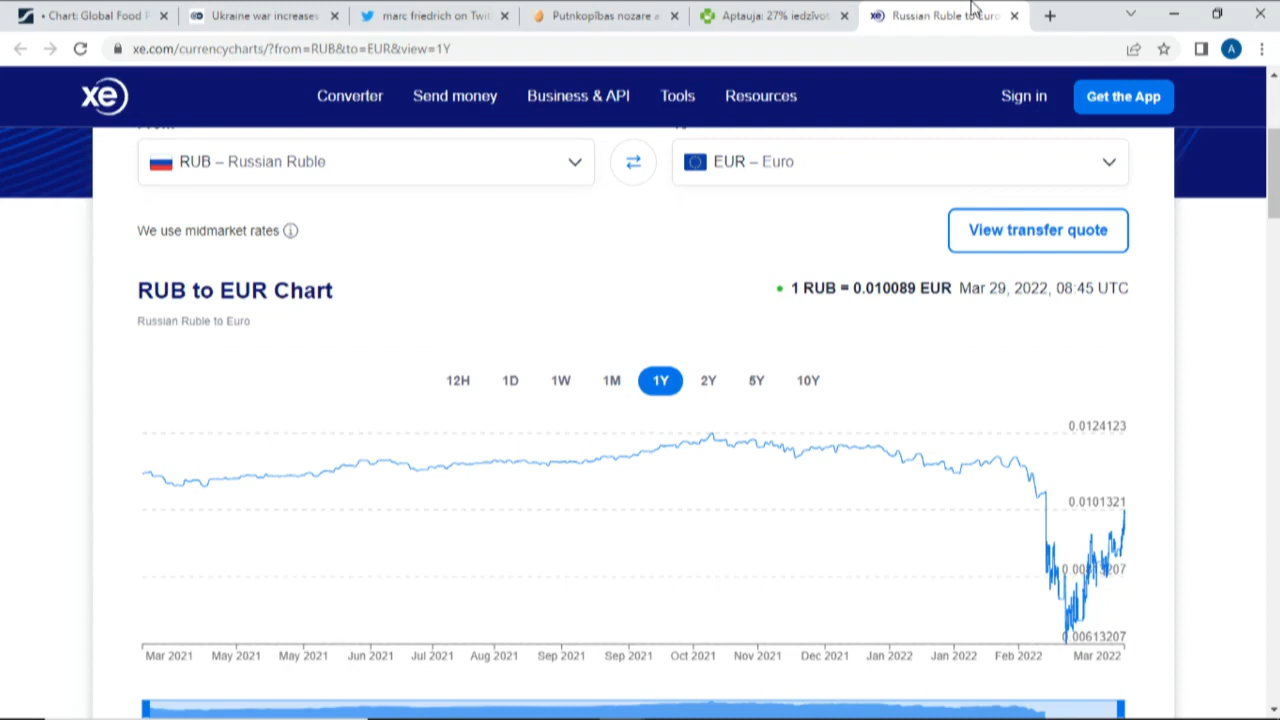 • Chart: Global Food
Ukraine war increases
marc friedrich on Twit
Putnkopības nozare a
Aptauja: 27% iedzīvot
Russian Ruble to Euro
xe.com/currencycharts/?from=RUB&to=EUR&view=1Y
A
xe
Converter
Send money
Business & API
Tools
Resources
Sign in
Get the App
RUB – Russian Ruble
EUR – Euro
We use midmarket rates
View transfer quote
RUB to EUR Chart
1 RUB = 0.010089 EUR Mar 29, 2022, 08:45 UTC
Russian Ruble to Euro
12H 1D 1W 1M 1Y 2Y 5Y 10Y
0.0124123
0.0101321
0.00613207
Mar 2021 May 2021 May 2021 Jun 2021 Jul 2021 Aug 2021 Sep 2021 Sep 2021 Oct 2021 Nov 2021 Dec 2021 Jan 2022 Jan 2022 Feb 2022 Mar 2022